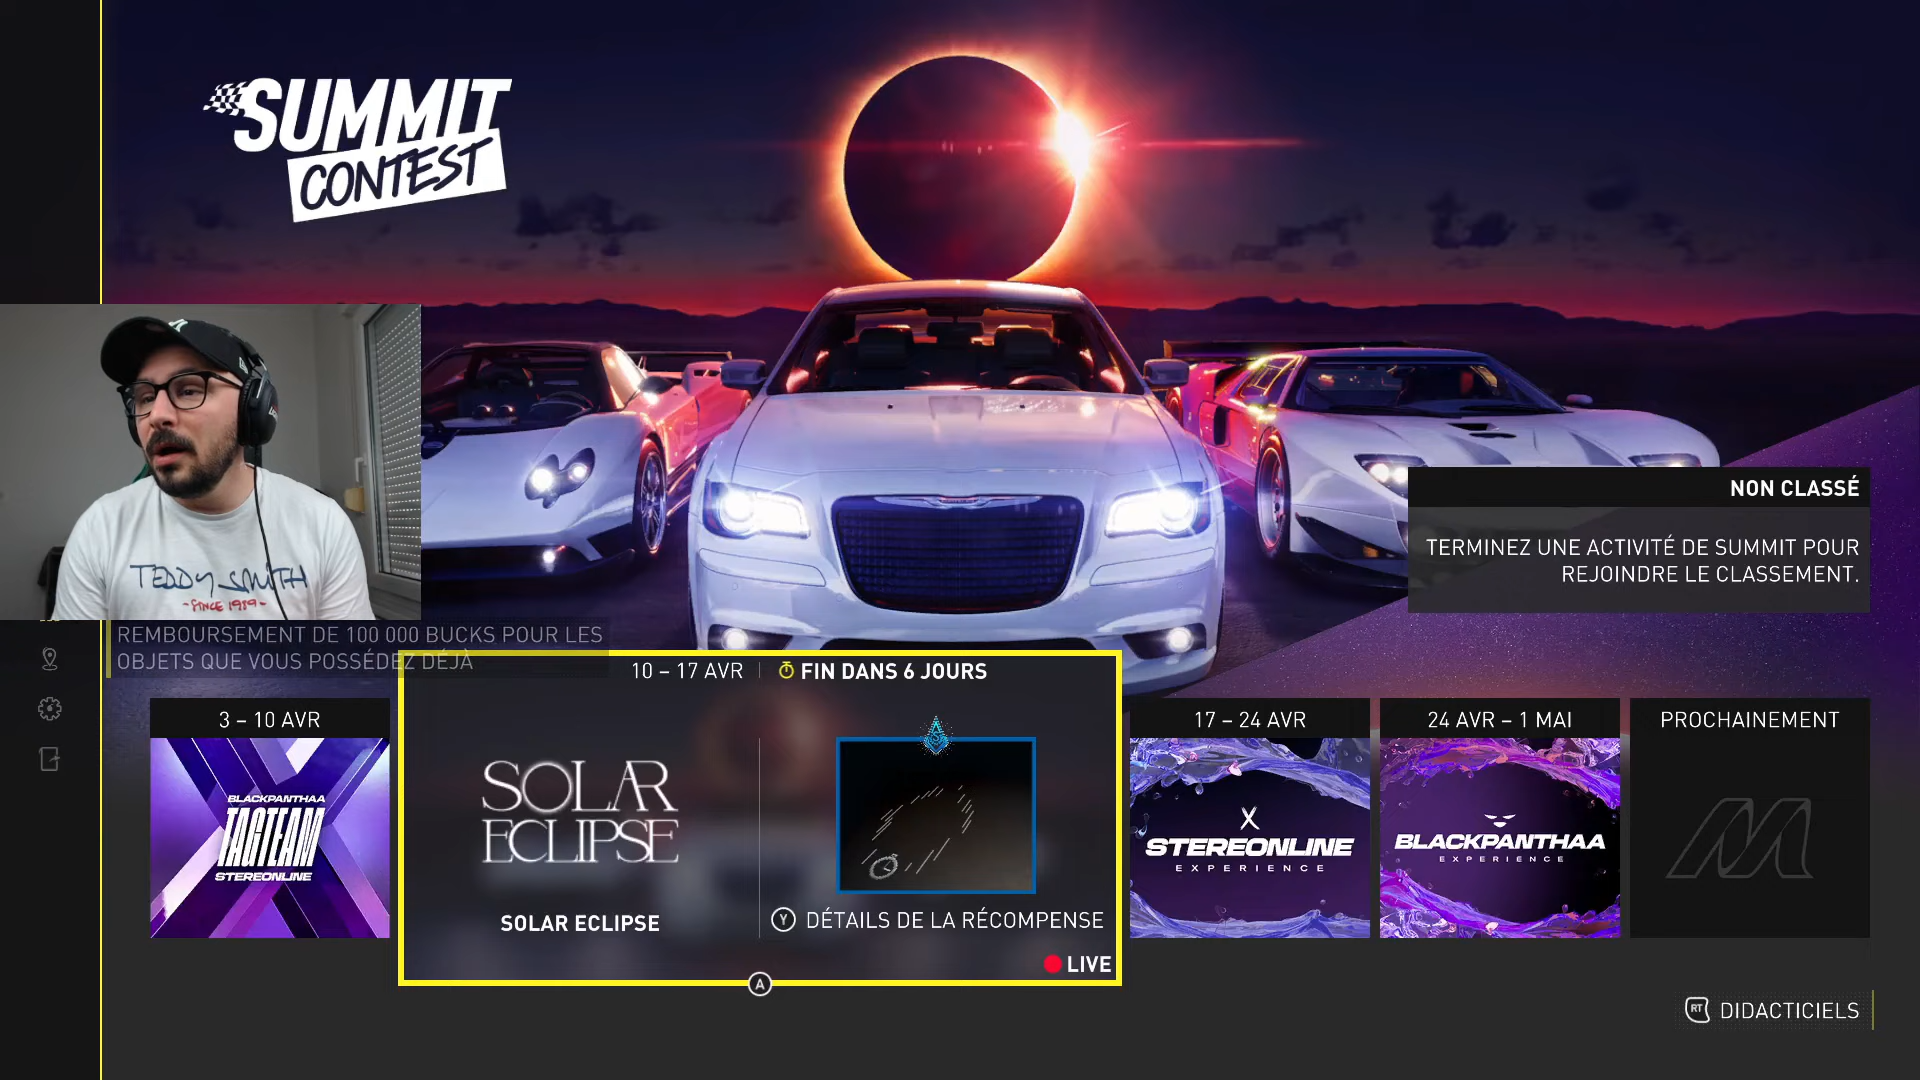 SUMMIT
CONTEST
TEDDY SMITH
-SINCE 1989-
NON CLASSÉ
TERMINEZ UNE ACTIVITÉ DE SUMMIT POUR
REJOINDRE LE CLASSEMENT.
REMBOURSEMENT DE 100 000 BUCKS POUR LES
OBJETS QUE VOUS POSSÉDEZ DÉJÀ
3 – 10 AVR
BLACKPANTHAA
TAGTEAM
STEREONLINE
10 – 17 AVR
FIN DANS 6 JOURS
SOLAR
ECLIPSE
SOLAR ECLIPSE
Y DÉTAILS DE LA RÉCOMPENSE
LIVE
A
17 – 24 AVR
X
STEREONLINE
EXPERIENCE
24 AVR – 1 MAI
BLACKPANTHAA
EXPERIENCE
PROCHAINEMENT
RT DIDACTICIELS